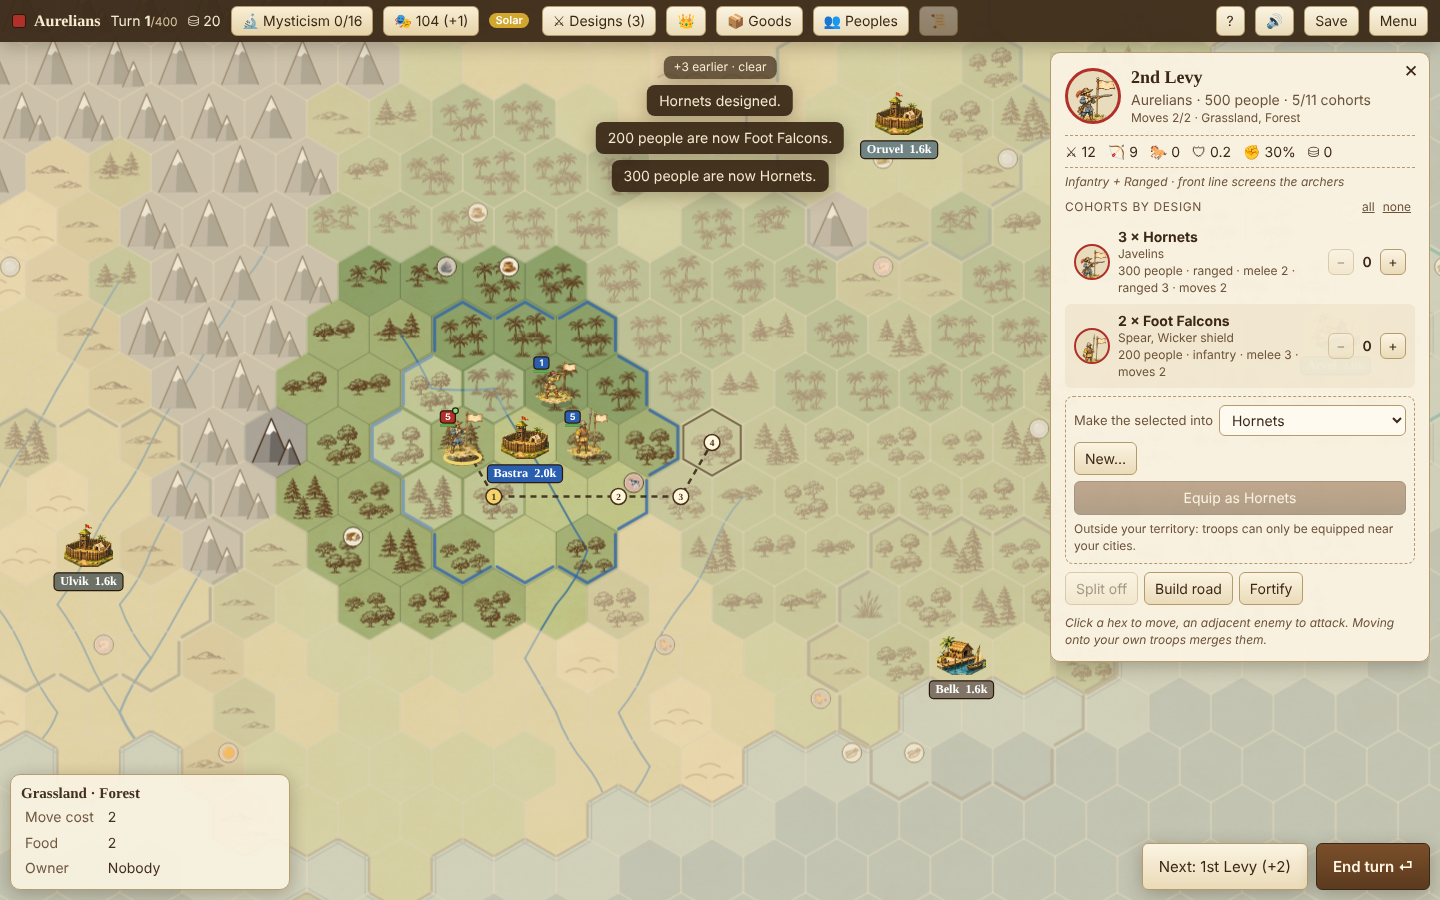 Aurelians Turn 1/400 20 Mysticism 0/16 104 (+1) Solar Designs (3) Goods Peoples ? Save Menu
+3 earlier · clear
Hornets designed.
200 people are now Foot Falcons.
300 people are now Hornets.
Oruvel 1.6k
1
5
5
4
Bastra 2.0k
1
2
3
Ulvik 1.6k
Belk 1.6k
2nd Levy
Aurelians · 500 people · 5/11 cohorts
Moves 2/2 · Grassland, Forest
12 9 0 0.2 30% 0
Infantry + Ranged · front line screens the archers
COHORTS BY DESIGN all none
3 × Hornets
Javelins
300 people · ranged · melee 2 ·
ranged 3 · moves 2
− 0 +
2 × Foot Falcons
Spear, Wicker shield
200 people · infantry · melee 3 ·
moves 2
− 0 +
Make the selected into Hornets
New...
Equip as Hornets
Outside your territory: troops can only be equipped near
your cities.
Split off Build road Fortify
Click a hex to move, an adjacent enemy to attack. Moving
onto your own troops merges them.
Grassland · Forest
Move cost 2
Food 2
Owner Nobody
Next: 1st Levy (+2)
End turn ⏎